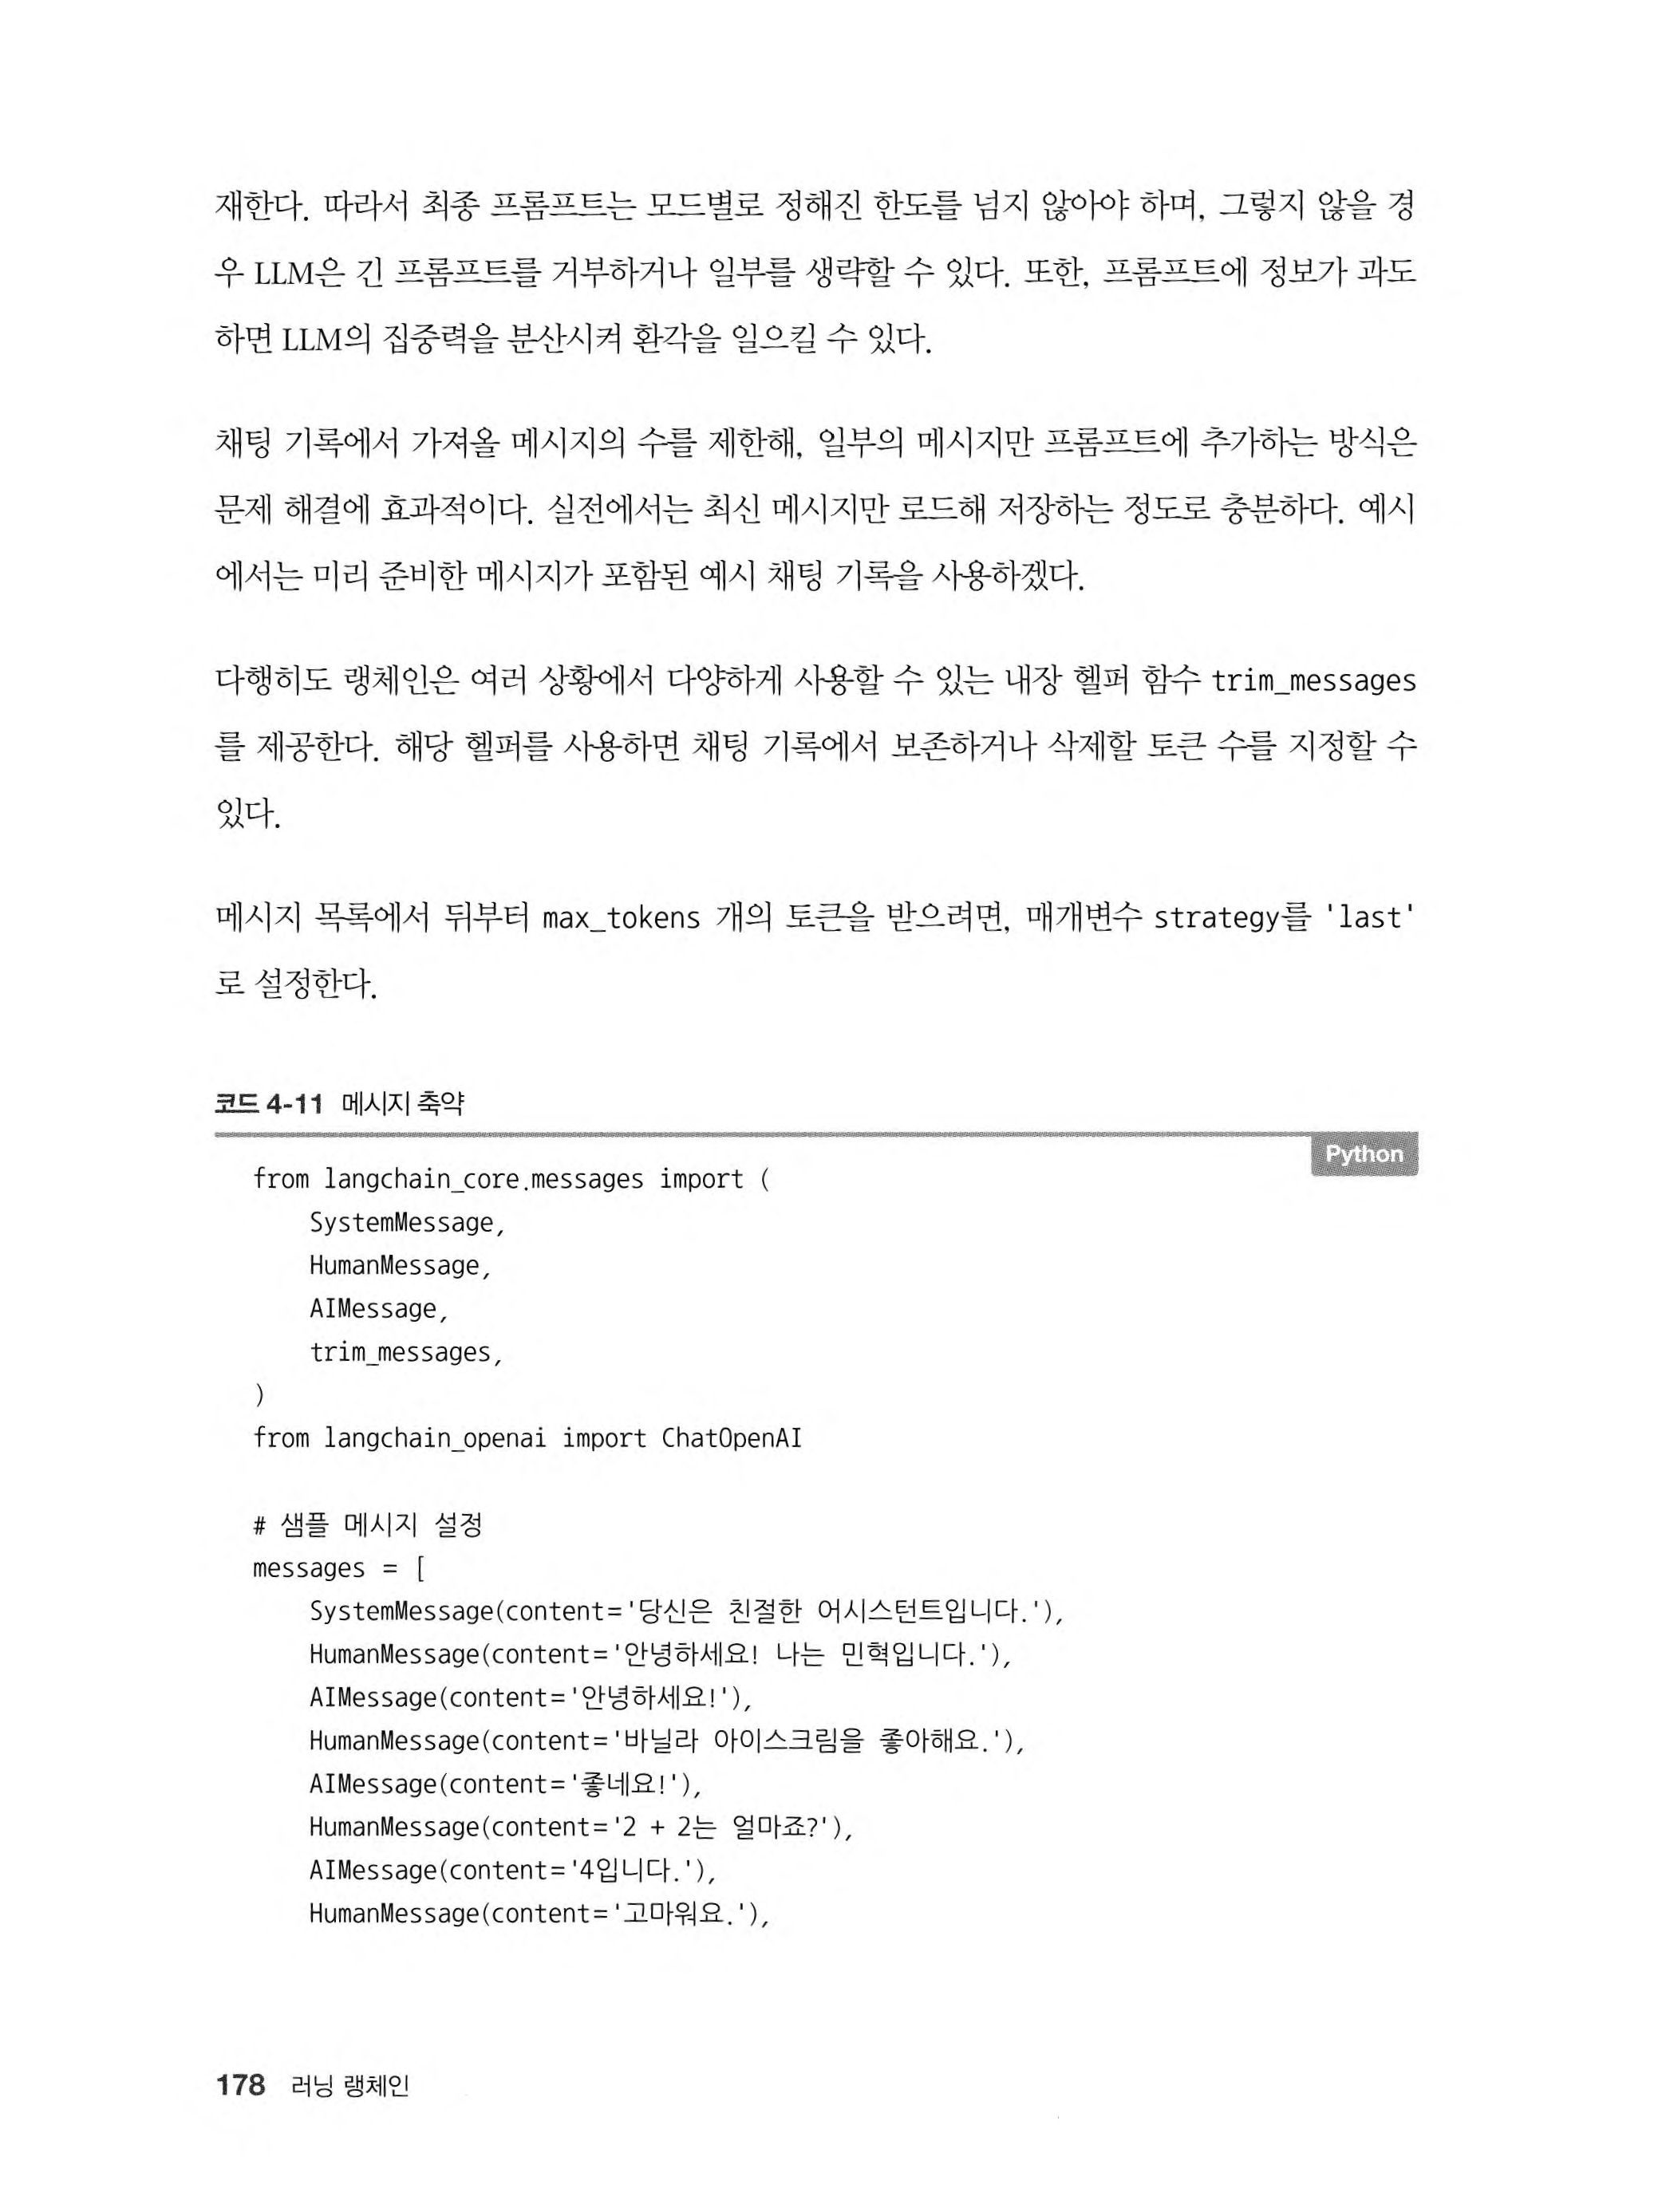 재한다. 따라서 최종 프롬프트는 모드별로 정해진 한도를 넘지 않아야 하며, 그렇지 않을 경
우 LLM은 긴 프롬프트를 거부하거나 일부를 생략할 수 있다. 또한, 프롬프트에 정보가 과도
하면 LLM의 집중력을 분산시켜 환각을 일으킬 수 있다.
채팅 기록에서 가져올 메시지의 수를 제한해, 일부의 메시지만 프롬프트에 추가하는 방식은
문제 해결에 효과적이다. 실전에서는 최신 메시지만 로드해 저장하는 정도로 충분하다. 예시
에서는 미리 준비한 메시지가 포함된 예시 채팅 기록을 사용하겠다.
다행히도 랭체인은 여러 상황에서 다양하게 사용할 수 있는 내장 헬퍼 함수 trim_messages
를 제공한다. 해당 헬퍼를 사용하면 채팅 기록에서 보존하거나 삭제할 토큰 수를 지정할 수
있다.
메시지 목록에서 뒤부터 max_tokens 개의 토큰을 받으려면, 매개변수 strategy를 'last'
로 설정한다.
코드 4-11 메시지 축약
Python
from langchain_core.messages import (
    SystemMessage,
    HumanMessage,
    AIMessage,
    trim_messages,
)
from langchain_openai import ChatOpenAI
# 샘플 메시지 설정
messages = [
    SystemMessage(content='당신은 친절한 어시스턴트입니다.'),
    HumanMessage(content='안녕하세요! 나는 민혁입니다.'),
    AIMessage(content='안녕하세요!'),
    HumanMessage(content='바닐라 아이스크림을 좋아해요.'),
    AIMessage(content='좋네요!'),
    HumanMessage(content='2 + 2는 얼마죠?'),
    AIMessage(content='4입니다.'),
    HumanMessage(content='고마워요.'),
178 러닝 랭체인